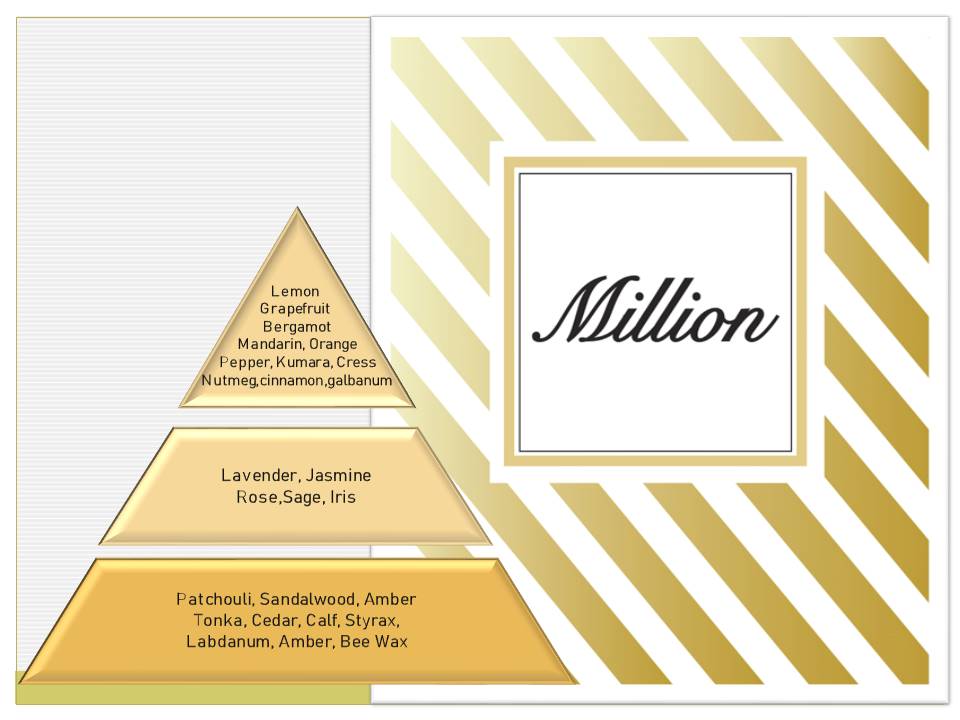 Lemon
Grapefruit
Bergamot
Mandarin, Orange
Pepper, Kumara, Cress
Nutmeg,cinnamon,galbanum
Million
Lavender, Jasmine
Rose,Sage, Iris
Patchouli, Sandalwood, Amber
Tonka, Cedar, Calf, Styrax,
Labdanum, Amber, Bee Wax